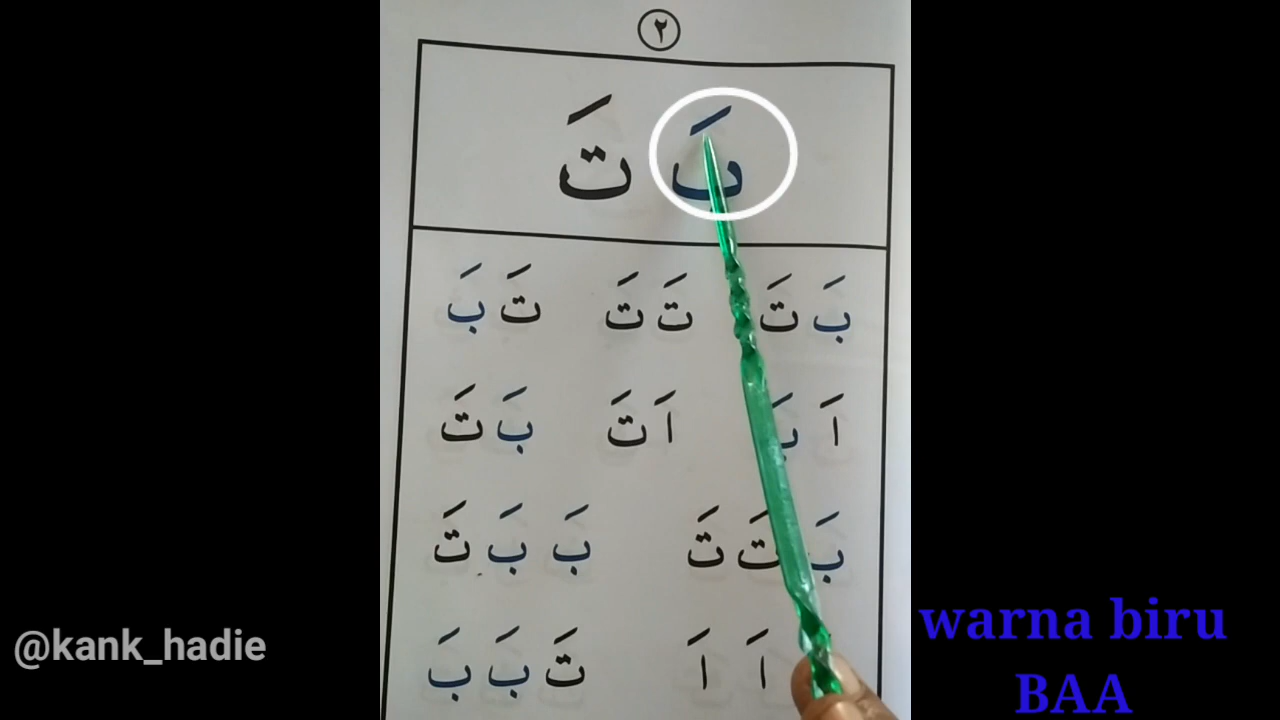 ٢
بَ تَ
بَ تَ تَ تَ تَ بَ
اَ بَ اَ تَ بَ تَ
بَ تَ تَ بَ بَ تَ
اَ اَ تَ بَ بَ
@kank_hadie
warna biru
BAA